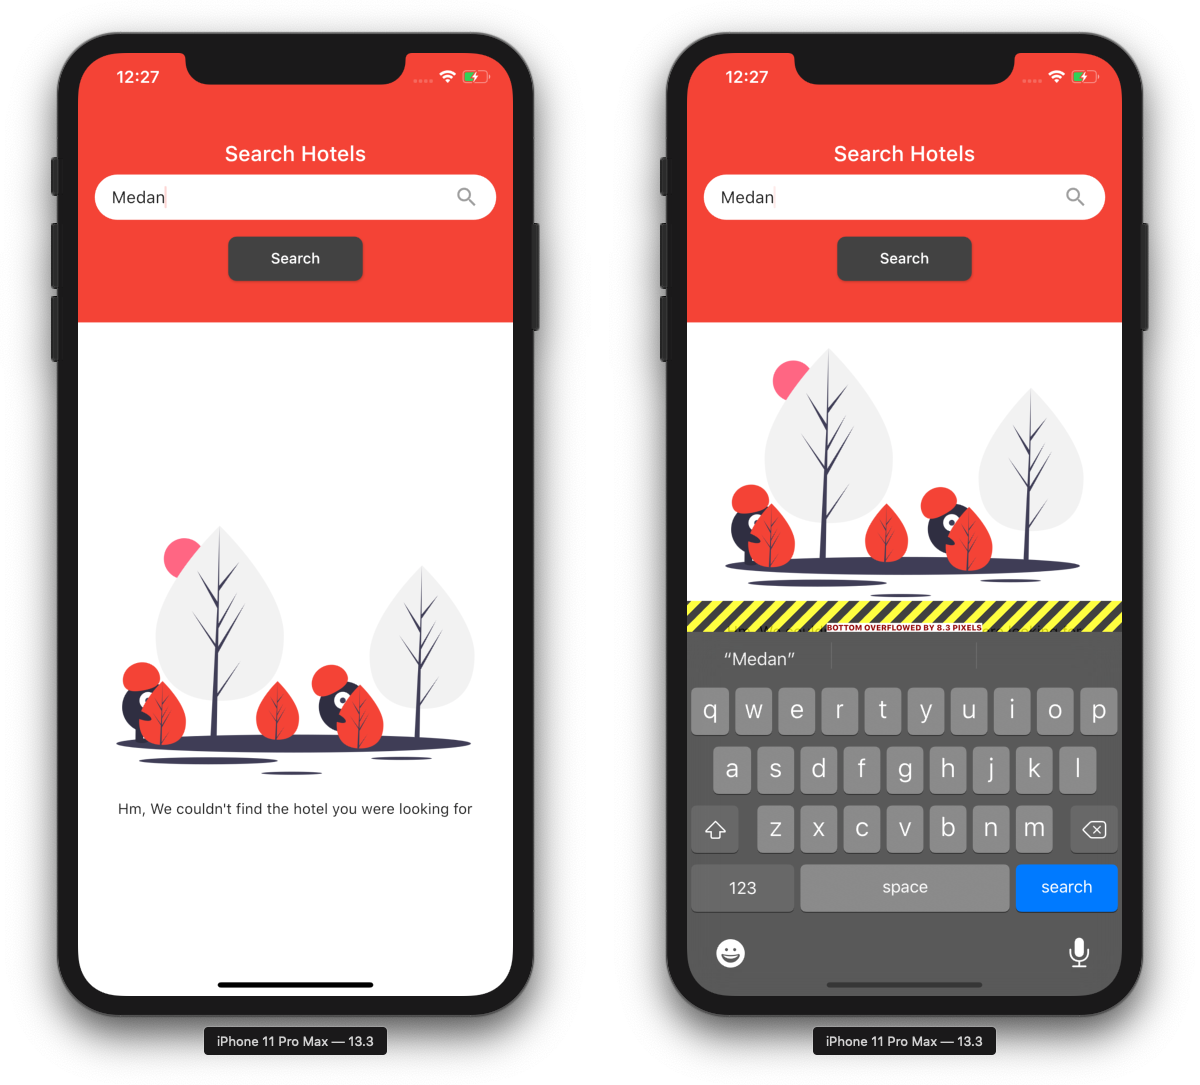 12:27
Search Hotels
Medan
Search
Hm, We couldn't find the hotel you were looking for
iPhone 11 Pro Max — 13.3
12:27
Search Hotels
Medan
Search
BOTTOM OVERFLOWED BY 8.3 PIXELS
“Medan”
q w e r t y u i o p
a s d f g h j k l
z x c v b n m
123 space search
iPhone 11 Pro Max — 13.3